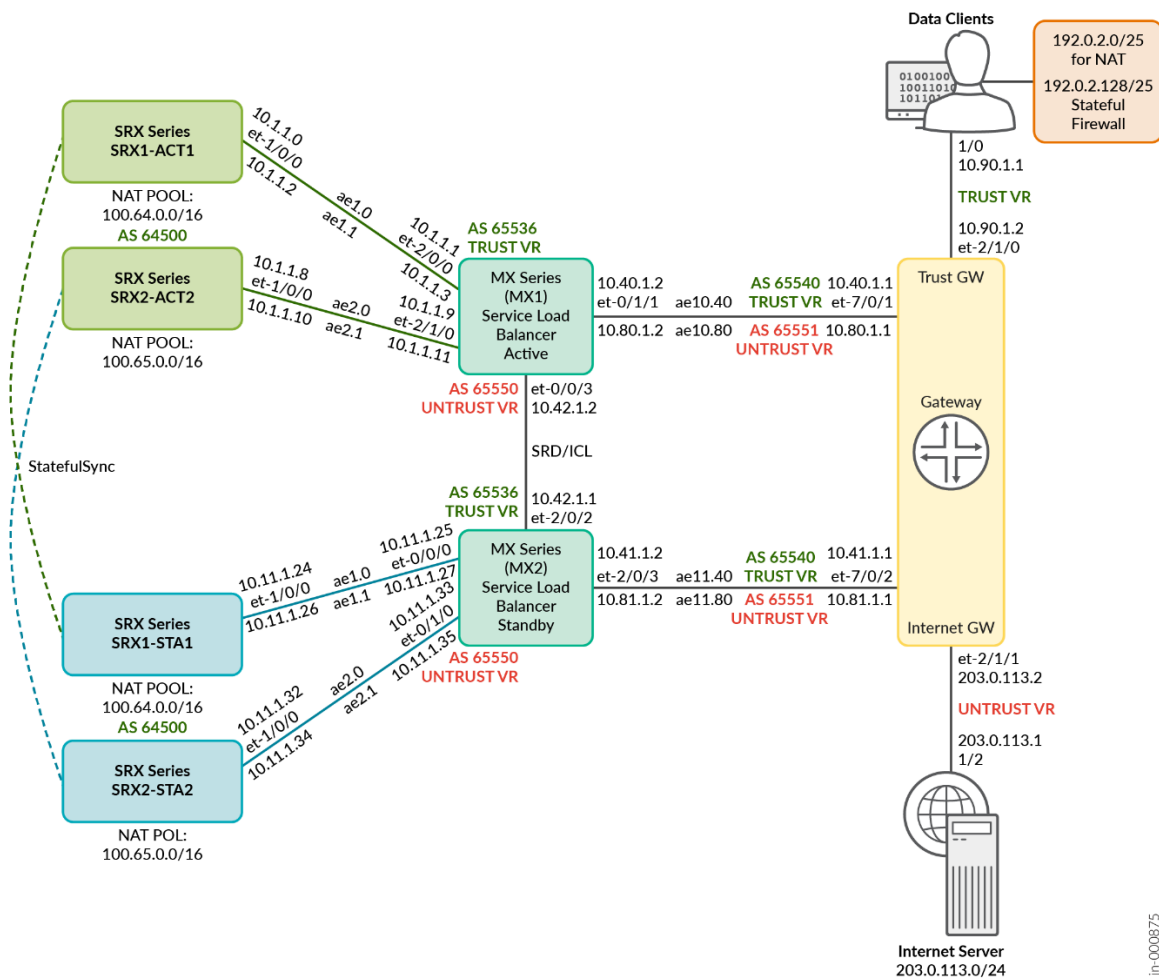 Data Clients
192.0.2.0/25
for NAT
192.0.2.128/25
Stateful
Firewall
0100100
10011010
10110
1/0
10.90.1.1
TRUST VR
10.90.1.2
et-2/1/0
SRX Series
SRX1-ACT1
NAT POOL:
100.64.0.0/16
AS 64500
10.1.1.0
et-1/0/0
10.1.1.2
ae1.0
ae1.1
10.1.1.1
et-2/0/0
10.1.1.3
AS 65536
TRUST VR
SRX Series
SRX2-ACT2
NAT POOL:
100.65.0.0/16
10.1.1.8
et-1/0/0
10.1.1.10
ae2.0
ae2.1
10.1.1.9
et-2/1/0
10.1.1.11
MX Series
(MX1)
Service Load
Balancer
Active
10.40.1.2
et-0/1/1
10.80.1.2
ae10.40
ae10.80
AS 65540
TRUST VR
AS 65551
UNTRUST VR
10.40.1.1
et-7/0/1
10.80.1.1
Trust GW
AS 65550
UNTRUST VR
et-0/0/3
10.42.1.2
Gateway
StatefulSync
SRD/ICL
AS 65536
TRUST VR
10.42.1.1
et-2/0/2
SRX Series
SRX1-STA1
NAT POOL:
100.64.0.0/16
AS 64500
10.11.1.24
et-1/0/0
10.11.1.26
ae1.0
ae1.1
10.11.1.25
et-0/0/0
10.11.1.27
MX Series
(MX2)
Service Load
Balancer
Standby
10.41.1.2
et-2/0/3
10.81.1.2
ae11.40
ae11.80
AS 65540
TRUST VR
AS 65551
UNTRUST VR
10.41.1.1
et-7/0/2
10.81.1.1
Internet GW
10.11.1.33
et-0/1/0
10.11.1.35
AS 65550
UNTRUST VR
10.11.1.32
et-1/0/0
10.11.1.34
ae2.0
ae2.1
SRX Series
SRX2-STA2
NAT POL:
100.65.0.0/16
et-2/1/1
203.0.113.2
UNTRUST VR
203.0.113.1
1/2
Internet Server
203.0.113.0/24
jn-000875